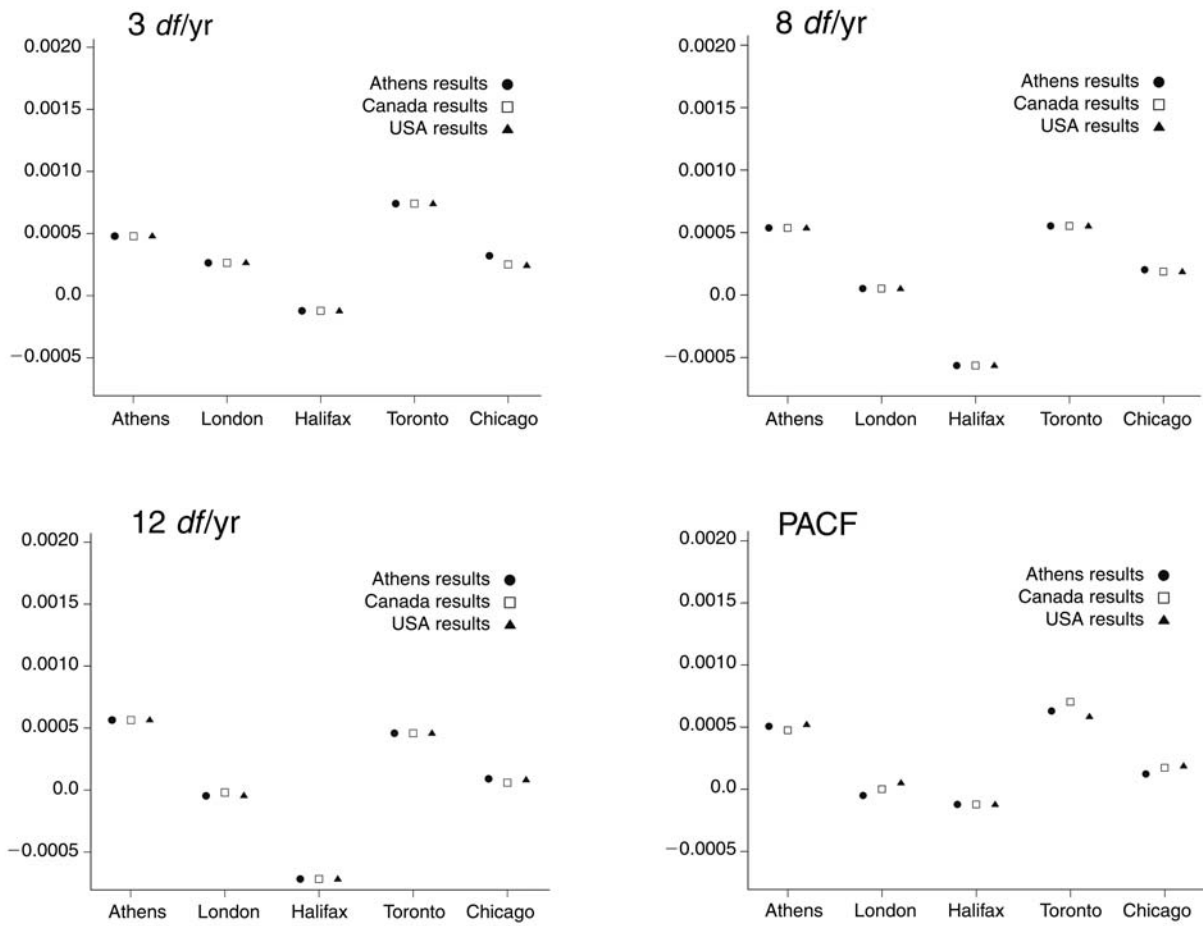 3 df/yr
0.0020
0.0015
0.0010
0.0005
0.0
−0.0005
Athens results
Canada results
USA results
Athens London Halifax Toronto Chicago
8 df/yr
0.0020
0.0015
0.0010
0.0005
0.0
−0.0005
Athens results
Canada results
USA results
Athens London Halifax Toronto Chicago
12 df/yr
0.0020
0.0015
0.0010
0.0005
0.0
−0.0005
Athens results
Canada results
USA results
Athens London Halifax Toronto Chicago
PACF
0.0020
0.0015
0.0010
0.0005
0.0
−0.0005
Athens results
Canada results
USA results
Athens London Halifax Toronto Chicago